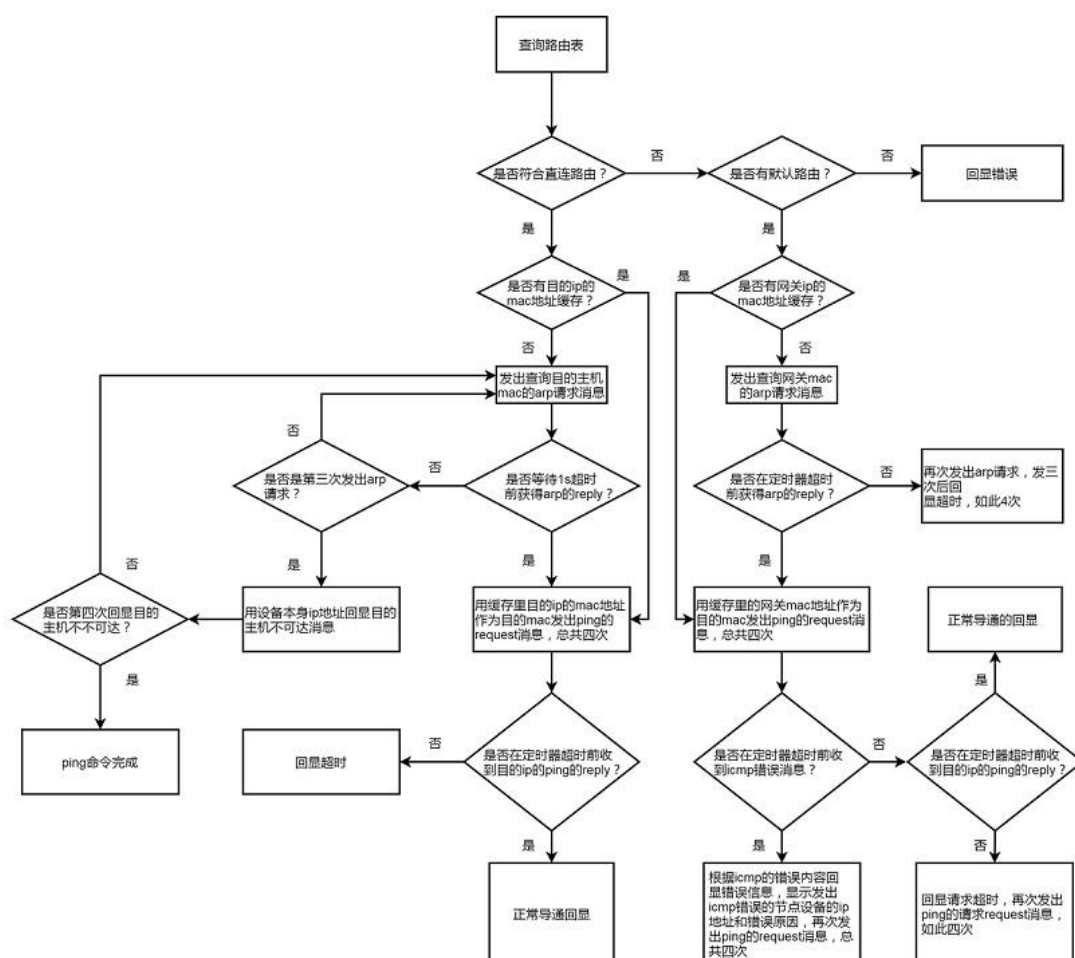 查询路由表
否
否
是否符合直连路由？
是否有默认路由？
回显错误
是
是
是
是
是否有目的ip的
mac地址缓存？
是否有网关ip的
mac地址缓存？
否
否
发出查询目的主机
mac的arp请求消息
发出查询网关mac
的arp请求消息
否
否
否
是否是第三次发出arp
请求？
是否等待1s超时
前获得arp的reply？
是否在定时器超时
前获得arp的reply？
再次发出arp请求，发三
次后回
显超时，如此4次
否
是
是
是
是否第四次回显目的
主机不不可达？
用设备本身ip地址回显目的
主机不可达消息
用缓存里目的ip的mac地址
作为目的mac发出ping的
request消息，总共四次
用缓存里的网关mac地址作为
目的mac发出ping的request消
息，总共四次
正常导通的回显
是
是
否
否
ping命令完成
回显超时
是否在定时器超时前收
到目的ip的ping的reply？
是否在定时器超时前收
到icmp错误消息？
是否在定时器超时前收
到目的ip的ping的reply？
是
是
否
正常导通回显
根据icmp的错误内容回
显错误信息，显示发出
icmp错误的节点设备的ip
地址和错误原因，再次发
出ping的request消息，总
共四次
回显请求超时，再次发出
ping的请求request消息，
如此四次